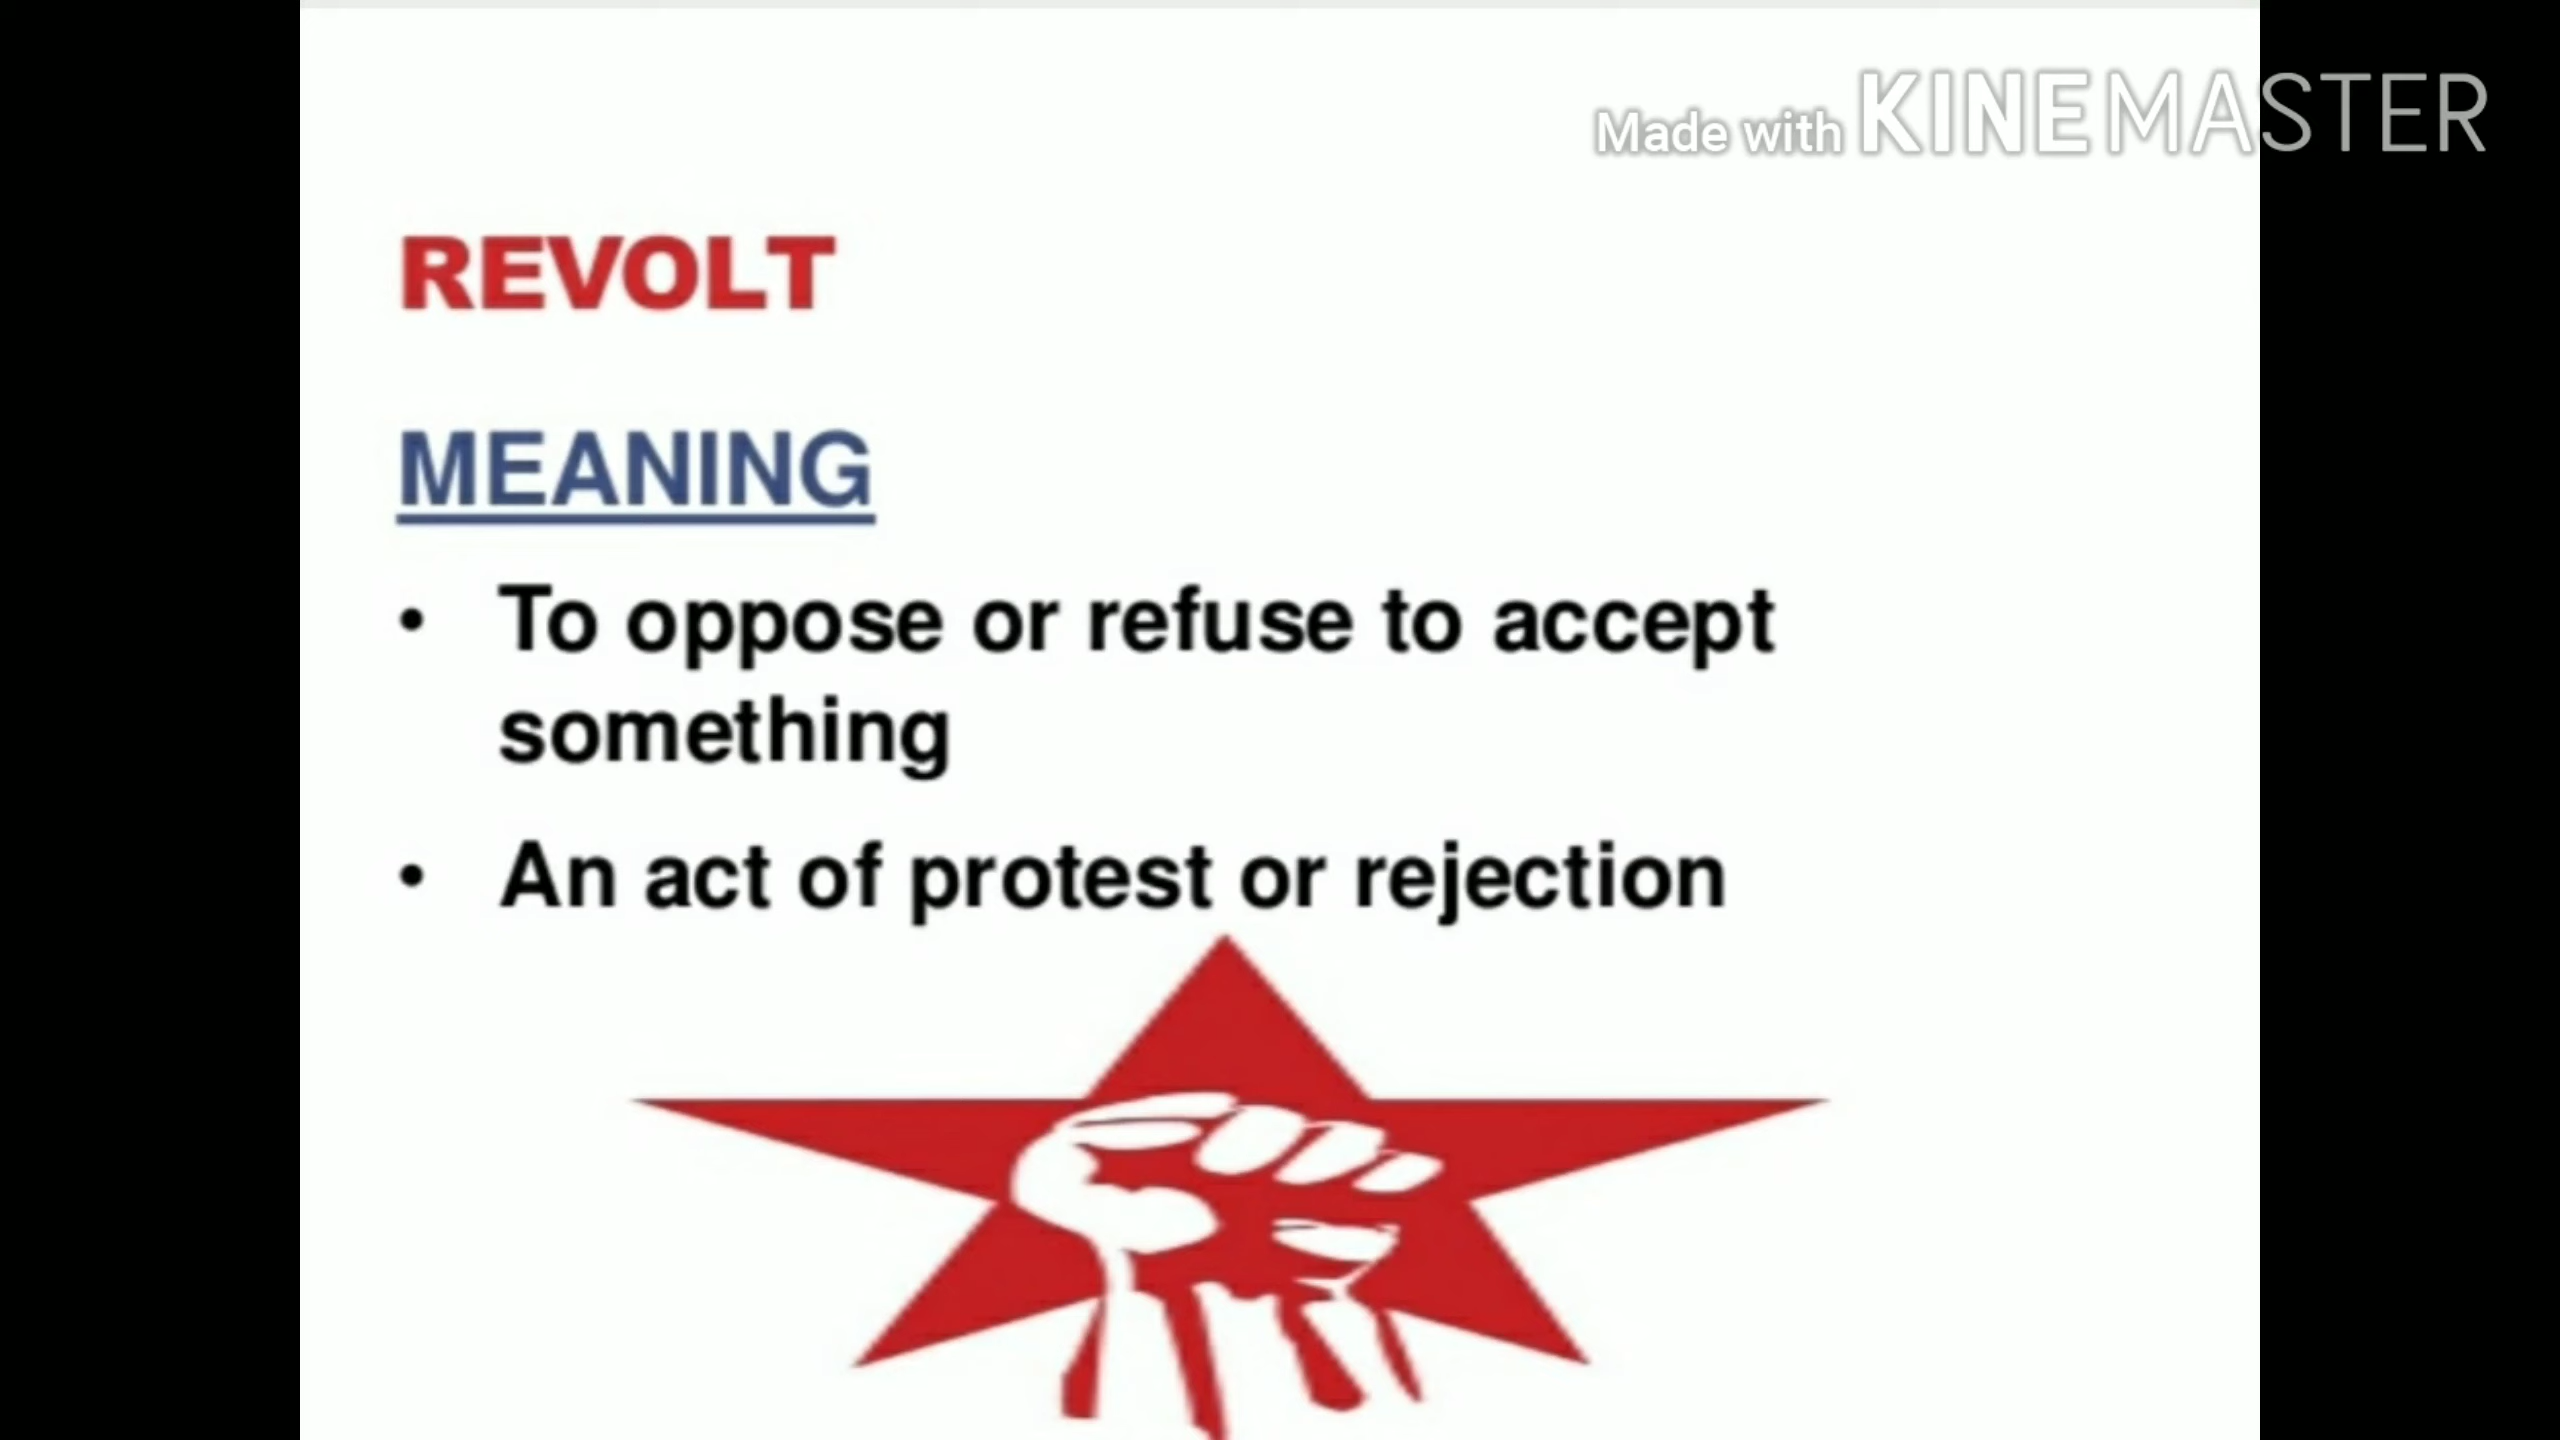 Made with KINEMASTER
REVOLT
MEANING
• To oppose or refuse to accept
something
• An act of protest or rejection